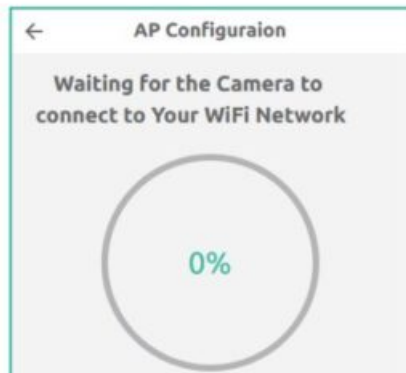 ← AP Configuraion
Waiting for the Camera to
connect to Your WiFi Network
0%